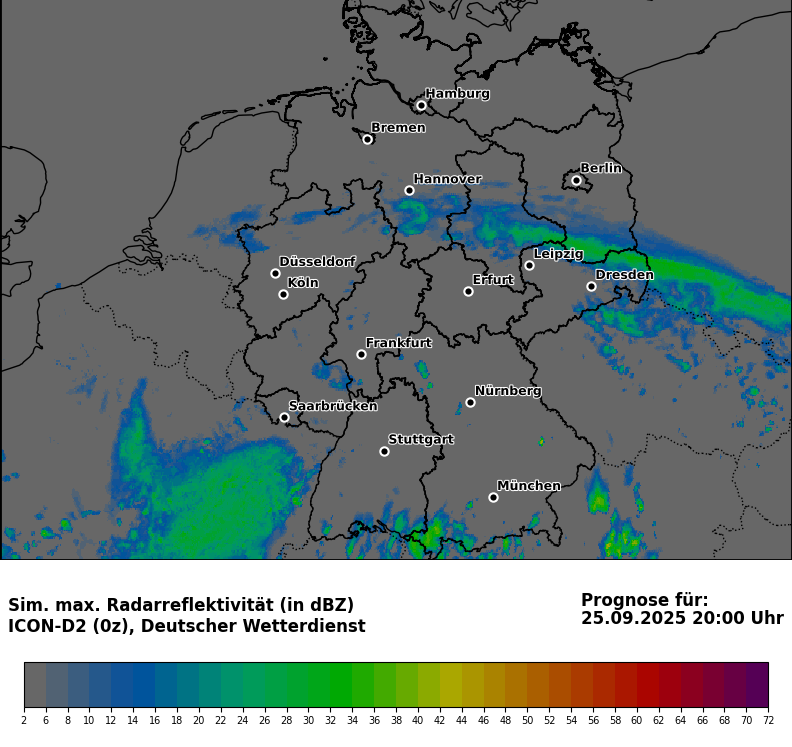 Hamburg
Bremen
Berlin
Hannover
Leipzig
Düsseldorf
Dresden
Köln
Erfurt
Frankfurt
Nürnberg
Saarbrücken
Stuttgart
München
Sim. max. Radarreflektivität (in dBZ)
ICON-D2 (0z), Deutscher Wetterdienst
Prognose für:
25.09.2025 20:00 Uhr
2 6 8 10 12 14 16 18 20 22 24 26 28 30 32 34 36 38 40 42 44 46 48 50 52 54 56 58 60 62 64 66 68 70 72